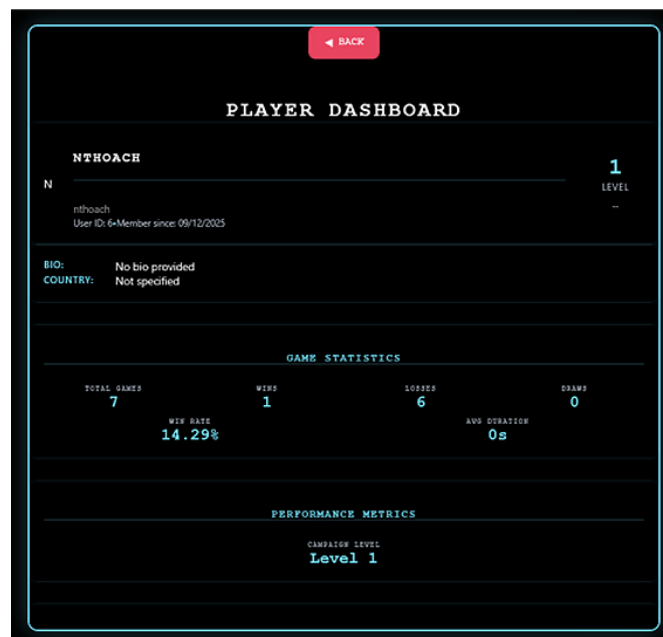 ◀ BACK
PLAYER DASHBOARD
NTHOACH
1
LEVEL
N
--
nthoach
User ID: 6•Member since: 09/12/2025
BIO: No bio provided
COUNTRY: Not specified
GAME STATISTICS
TOTAL GAMES WINS LOSSES DRAWS
7 1 6 0
WIN RATE AVG DURATION
14.29% 0s
PERFORMANCE METRICS
CAMPAIGN LEVEL
Level 1